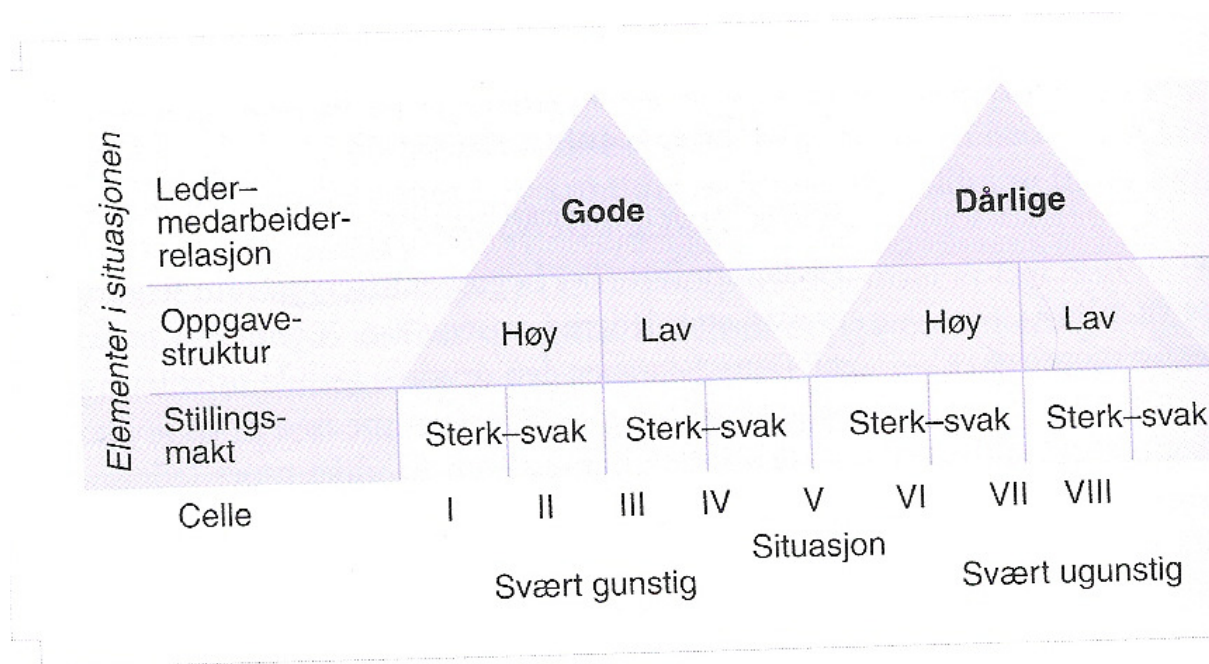 Elementer i situasjonen
Leder–
medarbeider-
relasjon
Gode
Dårlige
Oppgave-
struktur
Høy
Lav
Høy
Lav
Stillings-
makt
Sterk–svak
Sterk–svak
Sterk–svak
Sterk–svak
Celle
I
II
III
IV
V
VI
VII
VIII
Situasjon
Svært gunstig
Svært ugunstig